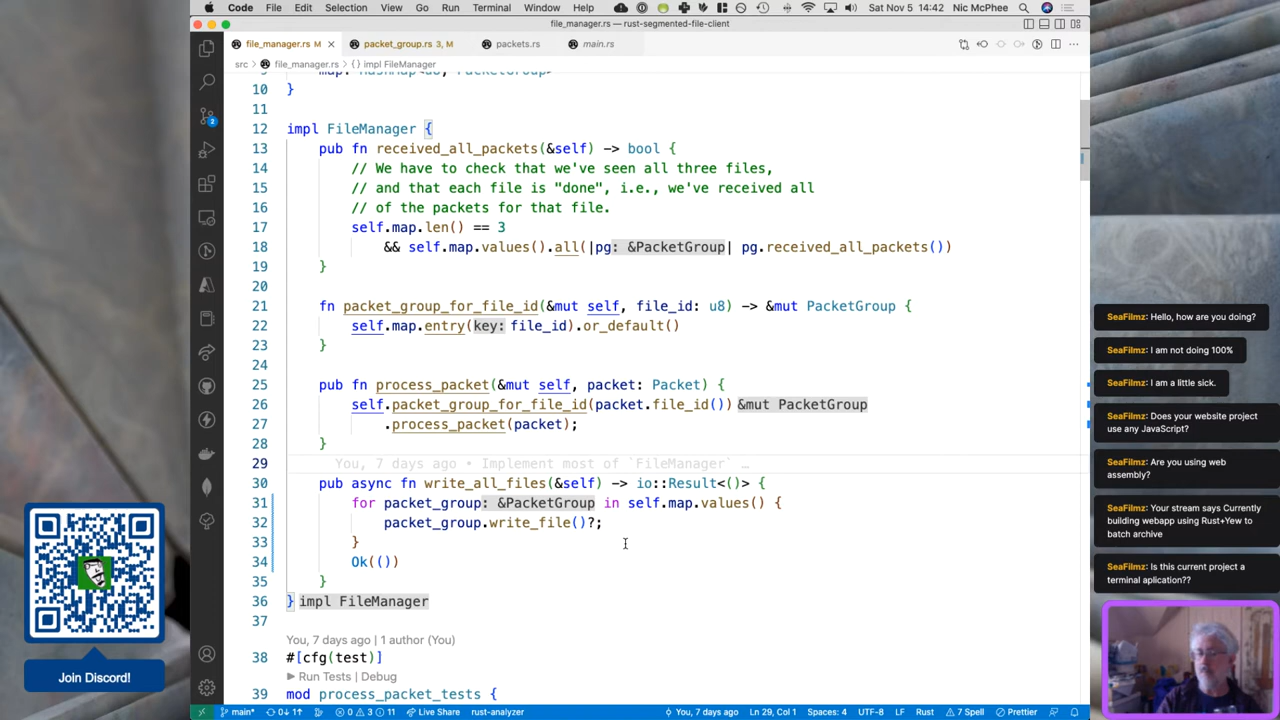 Code File Edit Selection View Go Run Terminal Window Help Sat Nov 5 14:42 Nic McPhee
file_manager.rs — rust-segmented-file-client
file_manager.rs M packet_group.rs 3, M packets.rs main.rs
src > file_manager.rs > {} impl FileManager
9 map: HashMap<u8, PacketGroup>
10 }
11
12 impl FileManager {
13 pub fn received_all_packets(&self) -> bool {
14 // We have to check that we've seen all three files,
15 // and that each file is "done", i.e., we've received all
16 // of the packets for that file.
17 self.map.len() == 3
18 && self.map.values().all(|pg: &PacketGroup| pg.received_all_packets())
19 }
20
21 fn packet_group_for_file_id(&mut self, file_id: u8) -> &mut PacketGroup {
22 self.map.entry(key: file_id).or_default()
23 }
24
25 pub fn process_packet(&mut self, packet: Packet) {
26 self.packet_group_for_file_id(packet.file_id()) &mut PacketGroup
27 .process_packet(packet);
28 }
29 You, 7 days ago • Implement most of `FileManager` …
30 pub async fn write_all_files(&self) -> io::Result<()> {
31 for packet_group: &PacketGroup in self.map.values() {
32 packet_group.write_file()?;
33 }
34 Ok(())
35 }
36 } impl FileManager
37
You, 7 days ago | 1 author (You)
38 #[cfg(test)]
Run Tests | Debug
39 mod process_packet_tests {
main* 0↓ 1↑ 0 3 11 Live Share rust-analyzer You, 7 days ago Ln 29, Col 1 Spaces: 4 UTF-8 LF Rust 7 Spell Prettier
2
Join Discord!
SeaFilmz: Hello, how are you doing?
SeaFilmz: I am not doing 100%
SeaFilmz: I am a little sick.
SeaFilmz: Does your website project
use any JavaScript?
SeaFilmz: Are you using web
assembly?
SeaFilmz: Your stream says Currently
building webapp using Rust+Yew to
batch archive
SeaFilmz: Is this current project a
terminal aplication??